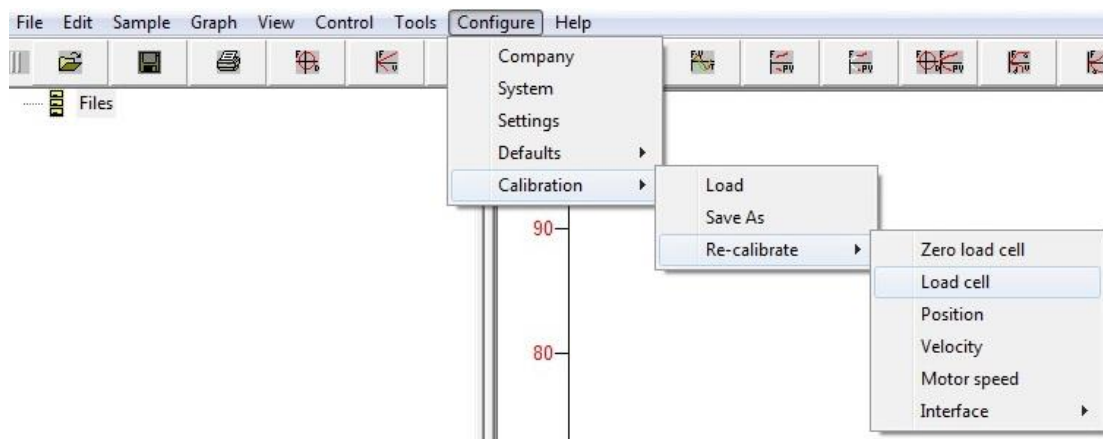 File Edit Sample Graph View Control Tools Configure Help
Files
Company
System
Settings
Defaults
Calibration
Load
Save As
Re-calibrate
Zero load cell
Load cell
Position
Velocity
Motor speed
Interface
90
80